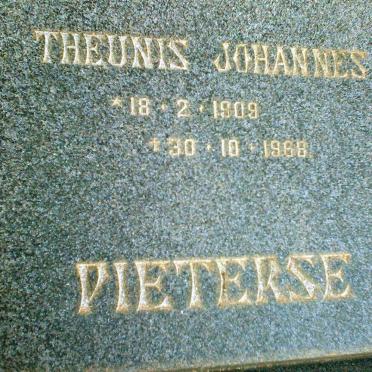 THEUNIS JOHANNES
* 18 · 2 · 1909
+ 30 · 10 · 1968
PIETERSE